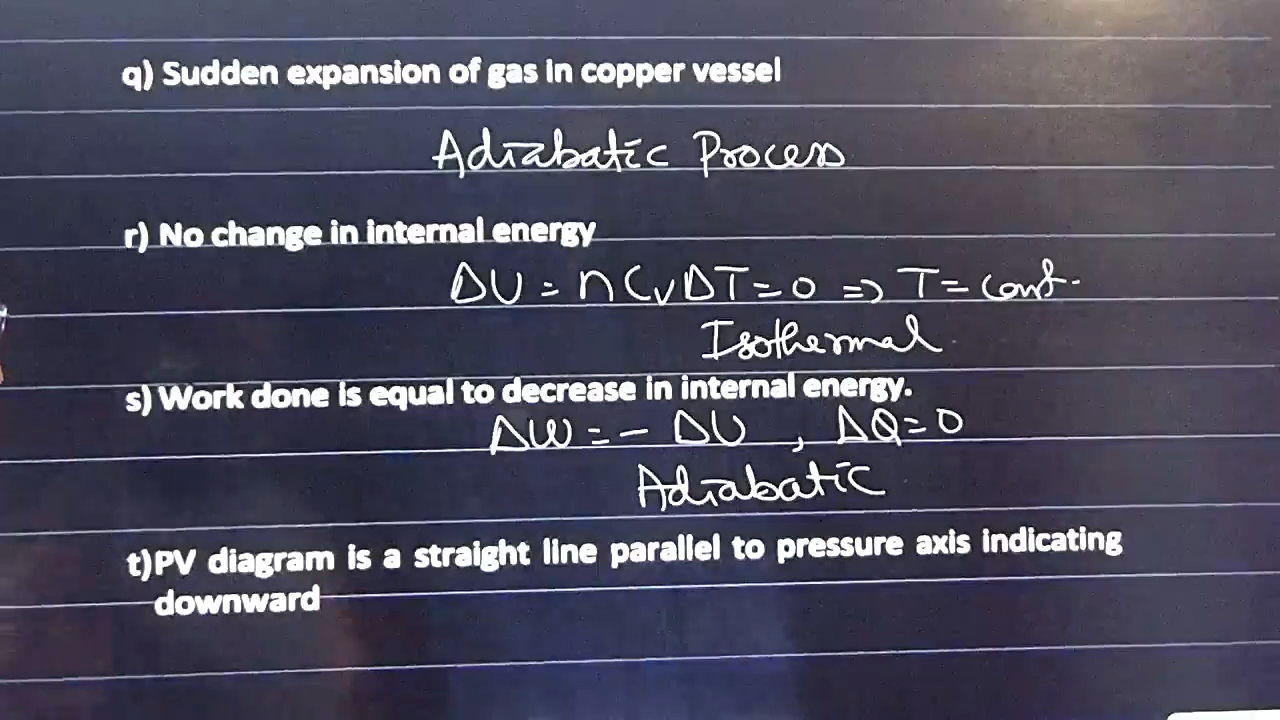 q) Sudden expansion of gas in copper vessel
Adiabatic Process
r) No change in internal energy
ΔU = nCvΔT = 0 ⇒ T = const.
Isothermal
s) Work done is equal to decrease in internal energy.
ΔW = - ΔU , ΔQ = 0
Adiabatic
t)PV diagram is a straight line parallel to pressure axis indicating
downward